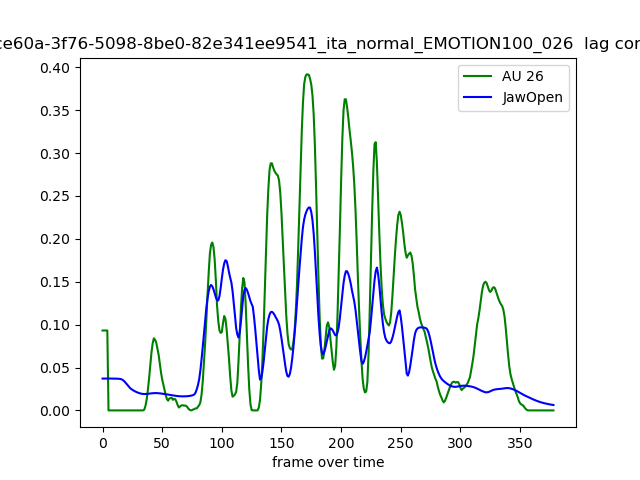 ce60a-3f76-5098-8be0-82e341ee9541_ita_normal_EMOTION100_026 lag cor
AU 26
JawOpen
0.40
0.35
0.30
0.25
0.20
0.15
0.10
0.05
0.00
0 50 100 150 200 250 300 350
frame over time